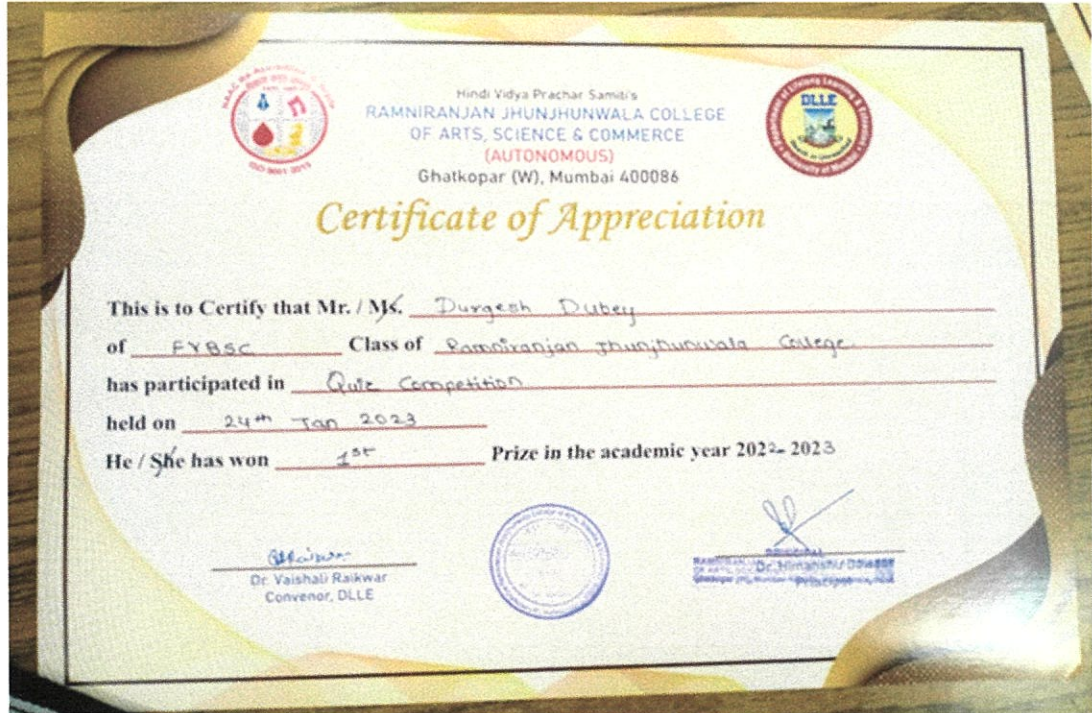 Hindi Vidya Prachar Samiti's
RAMNIRANJAN JHUNJHUNWALA COLLEGE
OF ARTS, SCIENCE & COMMERCE
(AUTONOMOUS)
Ghatkopar (W), Mumbai 400086
DLLE
Certificate of Appreciation
This is to Certify that Mr. / Ms. Durgesh Dubey
of FYBSC Class of Ramniranjan Jhunjhunwala College
has participated in Quiz Competition
held on 24th Jan 2023
He / She has won 1st Prize in the academic year 2022-2023
Dr. Vaishali Raikwar
Convenor, DLLE
PRINCIPAL
Dr. Himanshu
Principal